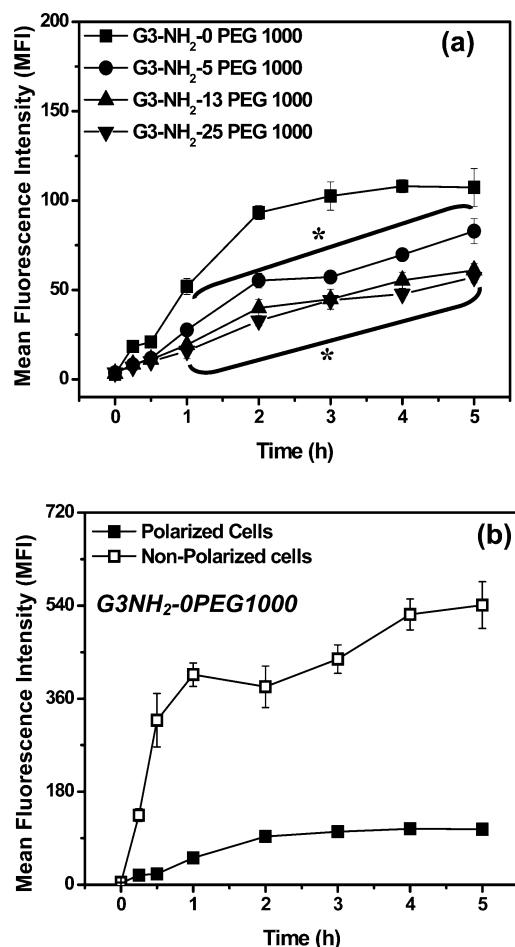 (a)
G3-NH₂-0 PEG 1000
G3-NH₂-5 PEG 1000
G3-NH₂-13 PEG 1000
G3-NH₂-25 PEG 1000
Mean Fluorescence Intensity (MFI)
200
150
100
50
0
*
*
0 1 2 3 4 5
Time (h)
(b)
Polarized Cells
Non-Polarized cells
G3NH₂-0PEG1000
Mean Fluorescence Intensity (MFI)
720
540
360
180
0
0 1 2 3 4 5
Time (h)